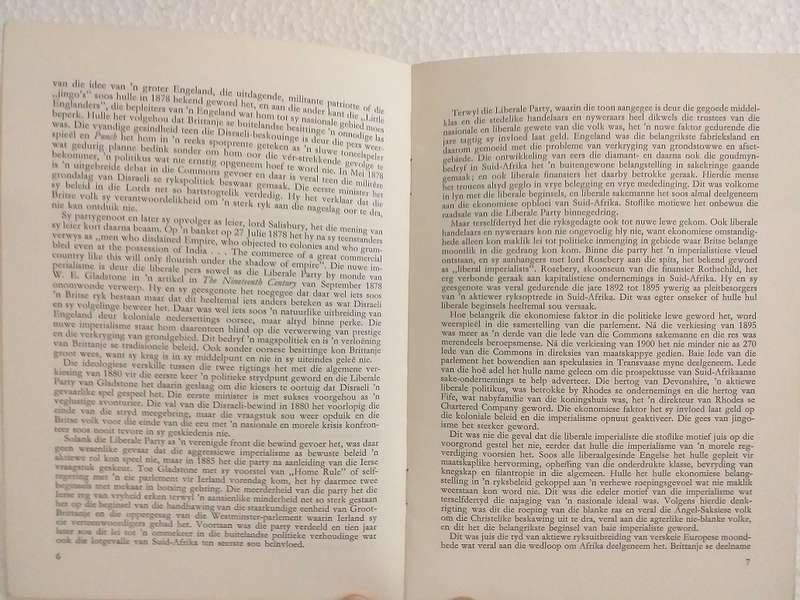 van die idee van 'n groter Engeland, die uitdagende, militante patriotte of die
„jingo's” soos hulle in 1878 bekend geword het, en aan die ander kant die „Little
Englanders”, die bepleiters van 'n Engeland wat hom tot sy nasionale gebied moes
beperk. Hulle het volgehou dat Brittanje se buitelandse besittinge 'n onnodige las
was. Die vyandige gesindheid teen die Disraeli-beskouinge is deur die pers weer-
spieël en Punch het hom in 'n reeks spotprente geteken as 'n tuwe toneelspeler
wat gedurig planne bedink sonder om hom oor die vér-strekkende gevolge te
bekommer, 'n politikus wat nie ernstig opgeneem hoef te word nie. In Mei 1878
is 'n uitgebreide debat in die Commons gevoer en daar is veral teen die militêre
grondslag van Disraeli se rykspolitiek beswaar gemaak. Die eerste minister het
sy beleid in die Lords net so hartstogtelik verdedig. Hy het verklaar dat die
Britse volk sy verantwoordelikheid om 'n sterk ryk aan die nageslag oor te dra,
nie kan ontduik nie.
Sy partygenoot en later sy opvolger as leier, lord Salisbury, het die mening van
sy leier kort daarna beaam. Op 'n banket op 27 Julie 1878 het hy na sy teenstanders
verwys as „men who disdained Empire, who objected to colonies and who grum-
bled even at the possession of India . . . The commerce of a great commercial
country like this will only flourish under the shadow of empire”. Die nuwe im-
perialisme is deur die liberale pers sowel as die Liberale Party by monde van
W. E. Gladstone in 'n artikel in The Nineteenth Century van September 1878
onomwonde verwerp. Hy en sy geesgenote het toegegee dat daar wel iets soos
'n Britse ryk bestaan maar dat dit heeltemal iets anders beteken as wat Disraeli
en sy volgelinge beweer het. Daar was wel iets soos 'n natuurlike uitbreiding van
Engeland deur koloniale nedersettings oorsee, maar altyd binne perke. Die
nuwe imperialisme staar hom daarenteen blind op die verwerwing van prestige
en die verkryging van grondgebied. Dit bedryf 'n magspolitiek en is 'n verloëning
van Brittanje se tradisionele beleid. Ook sonder oorsese besittinge kon Brittanje
groot wees, want sy krag is in sy middelpunt en nie in sy uiteindes geleë nie.
Die ideologiese verskille tussen die twee rigtings het met die algemene ver-
kiesing van 1880 vir die eerste keer 'n politieke strydpunt geword en die Liberale
Party van Gladstone het daarin geslaag om die kiesers te oortuig dat Disraeli 'n
gevaarlike spel gespeel het. Die eerste minister is met sukses voorgehou as 'n
veglustige avonturier. Die val van die Disraeli-bewind in 1880 het voorlopig die
einde van die stryd meegebring, maar die vraagstuk sou weer opduik en die
Britse volk voor die einde van die eeu met 'n nasionale en morele krisis konfron-
teer soos nooit tevore in sy geskiedenis nie.
Solank die Liberale Party as 'n verenigde front die bewind gevoer het, was daar
geen wesenlike gevaar dat die aggressiewe imperialisme as bewuste beleid 'n
aktiewe rol kon speel nie, maar in 1885 het die party na aanleiding van die Ierse
vraagstuk geskeur. Toe Gladstone met sy voorstel van „Home Rule” of self-
regering met 'n eie parlement vir Ierland vorendag kom, het hy daarmee twee
beginsels met mekaar in botsing gebring. Die meerderheid van die party het die
Ierse reg van vryheid erken terwyl 'n aansienlike minderheid net so sterk gestaan
het op die beginsel van die handhawing van die staatkundige eenheid van Groot-
Brittanje en die oppergesag van die Westminster-parlement waarin Ierland sy
eie verteenwoordigers gehad het. Voortaan was die party verdeeld en tien jaar
later sou dit lei tot 'n ommekeer in die buitelandse politieke verhoudinge wat
ook die lotgevalle van Suid-Afrika ten seerste sou beïnvloed.
6
Terwyl die Liberale Party, waarin die toon aangegee is deur die gegoede middel-
klas en die stedelike handelaars en nyweraars heel dikwels die trustees van die
nasionale en liberale gewete van die volk was, het 'n nuwe faktor gedurende die
jare tagtig sy invloed laat geld. Engeland was die belangrikste fabrieksland en
daarom gemoeid met die probleme van verkryging van grondstowwe en afset-
gebiede. Die ontwikkeling van eers die diamant- en daarna ook die goudmyn-
bedryf in Suid-Afrika het 'n buitengewone belangstelling in sakekringe gaande
gemaak; en ook liberale finansiers het daarby betrokke geraak. Hierdie mense
het trouens altyd geglo in vrye belegging en vrye mededinging. Dit was volkome
in lyn met die liberale beginsels, en liberale sakemanne het soos almal deelgeneem
aan die ekonomiese opbloei van Suid-Afrika. Stoflike motiewe het onbewus die
raadsale van die Liberale Party binnegedring.
Maar terselfdertyd het die ryksgedagte ook tot nuwe lewe gekom. Ook liberale
handelaars en nyweraars kon nie ongevoelig bly nie, want ekonomiese omstandig-
hede alleen kon maklik lei tot politieke inmenging in gebiede waar Britse belange
moontlik in die gedrang kon kom. Binne die party het 'n imperialistiese vleuel
ontstaan, en sy aanhangers met lord Rosebery aan die spits, het bekend geword
as „liberal imperialists”. Rosebery, skoonseun van die finansier Rothschild, het
erg verbonde geraak aan kapitalistiese ondernemings in Suid-Afrika. Hy en sy
geesgenote was veral gedurende die jare 1892 tot 1895 ywerig as pleitbesorgers
van 'n aktiewer ryksoptrede in Suid-Afrika. Dit was egter onseker of hulle hul
liberale beginsels heeltemal sou versaak.
Hoe belangrik die ekonomiese faktor in die politieke lewe geword het, word
weerspieël in die samestelling van die parlement. Ná die verkiesing van 1895
was meer as 'n derde van die lede van die Commons sakemanne en die res was
merendeels beroepsmense. Ná die verkiesing van 1900 het nie minder nie as 270
lede van die Commons in direksies van maatskappye gedien. Baie lede van die
parlement het bowendien aan spekulasies in Transvaalse myne deelgeneem. Lede
van die hoë adel het hulle name geleen om die prospektusse van Suid-Afrikaanse
sake-ondernemings te help adverteer. Die hertog van Devonshire, 'n aktiewe
liberale politikus, was betrokke by Rhodes se ondernemings en die hertog van
Fife, wat nabyfamilie van die koningshuis was, het 'n direkteur van Rhodes se
Chartered Company geword. Die ekonomiese faktor het sy invloed laat geld op
die koloniale beleid en die imperialisme opnuut geaktiveer. Die gees van jingo-
isme het sterker geword.
Dit was nie die geval dat die liberale imperialiste die stoflike motief juis op die
voorgrond gestel het nie, eerder dat hulle die imperialisme van 'n morele reg-
verdiging voorsien het. Soos alle liberaalgesinde Engelse het hulle gepleit vir
maatskaplike hervorming, opheffing van die onderdrukte klasse, bevryding van
knegskap en filantropie in die algemeen. Hulle het hulle ekonomiese belang-
stelling in 'n ryksbeleid gekoppel aan 'n verhewe roepingsgevoel wat nie maklik
weerstaan kon word nie. Dit was die edeler motief van die imperialisme wat
terselfdertyd die najaging van 'n rasionale ideaal was. Volgens hierdie denk-
rigting was dit die roeping van die blanke ras en veral die Angel-Saksiese volk
om die Christelike beskawing uit te dra, veral aan die agterlike nie-blanke volke,
en dit het die belangrikste beginsel van baie imperialiste geword.
Dit was juis die tyd van aktiewe ryksuitbreiding van verskeie Europese moond-
hede wat veral aan die wedloop om Afrika deelgeneem het. Brittanje se deelname
7